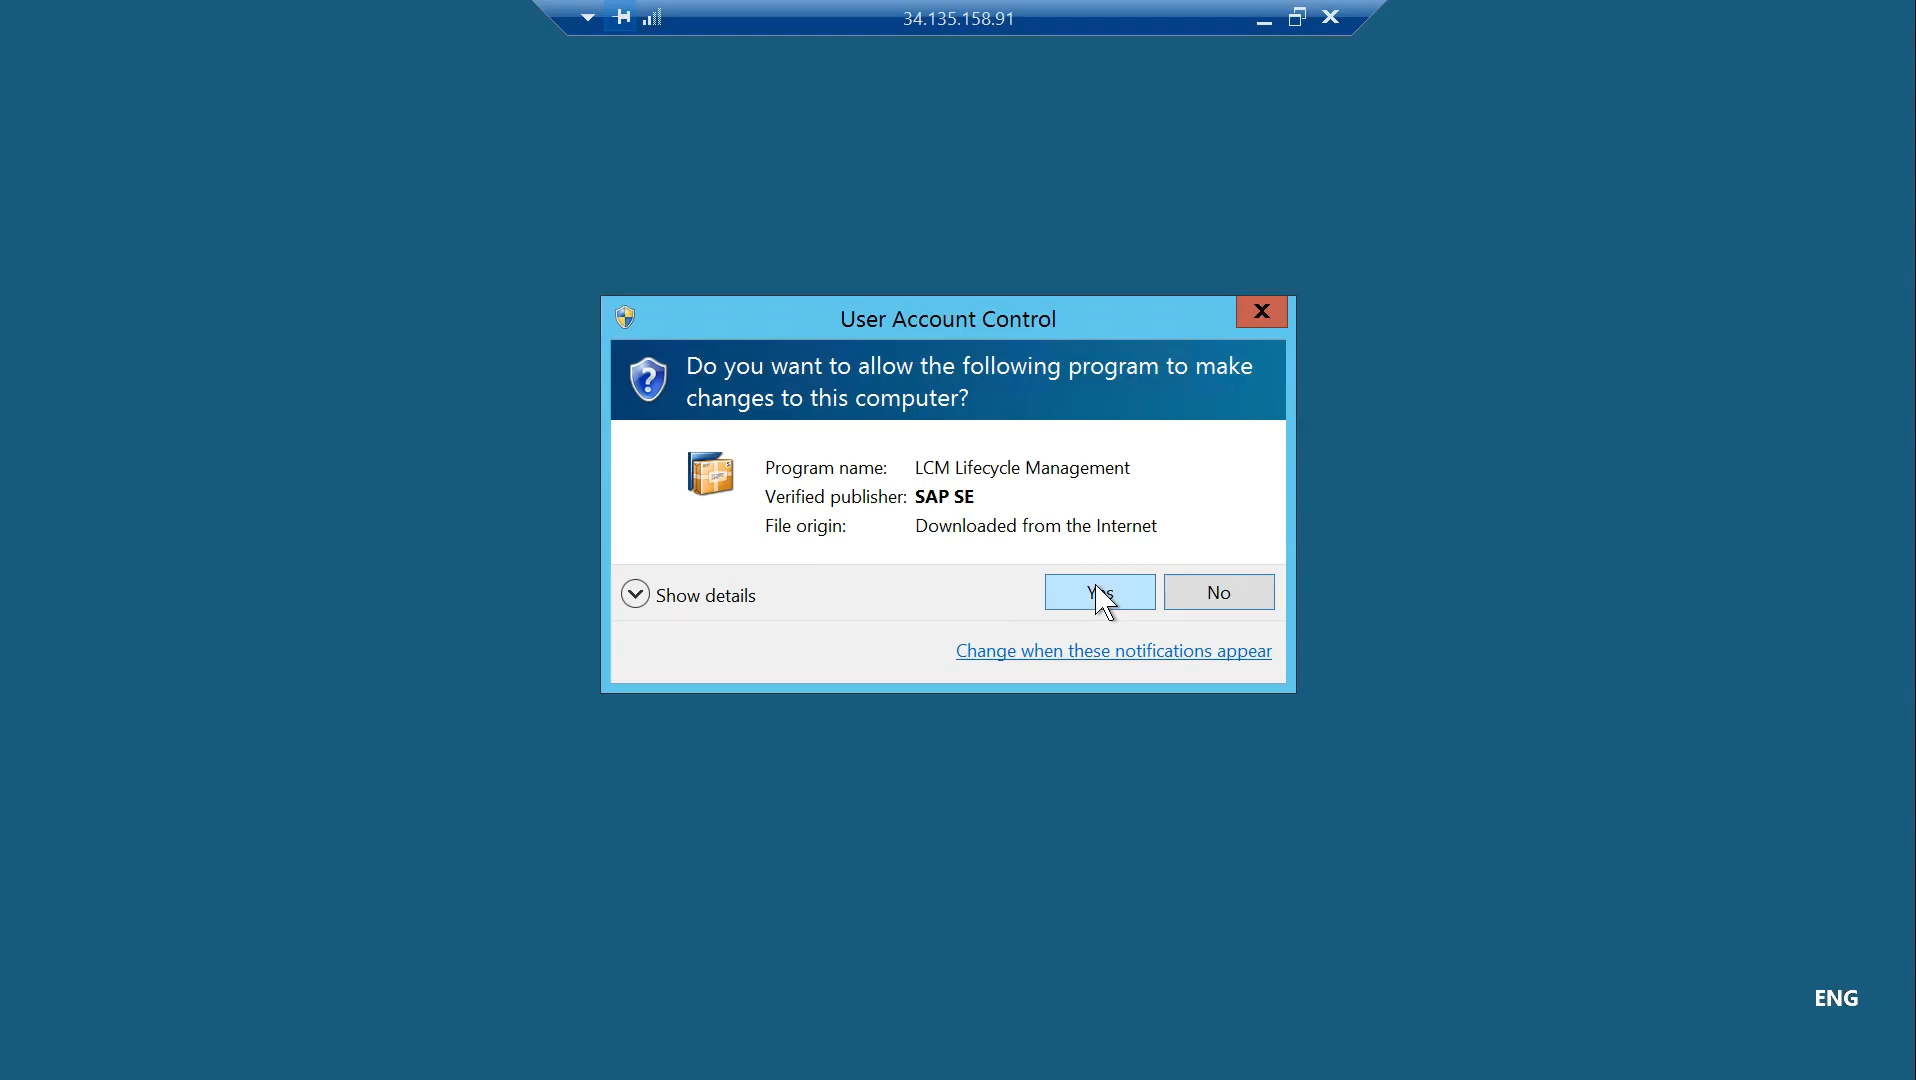 34.135.158.91
User Account Control
X
Do you want to allow the following program to make
changes to this computer?
Program name: LCM Lifecycle Management
Verified publisher: SAP SE
File origin: Downloaded from the Internet
Show details
Yes
No
Change when these notifications appear
ENG